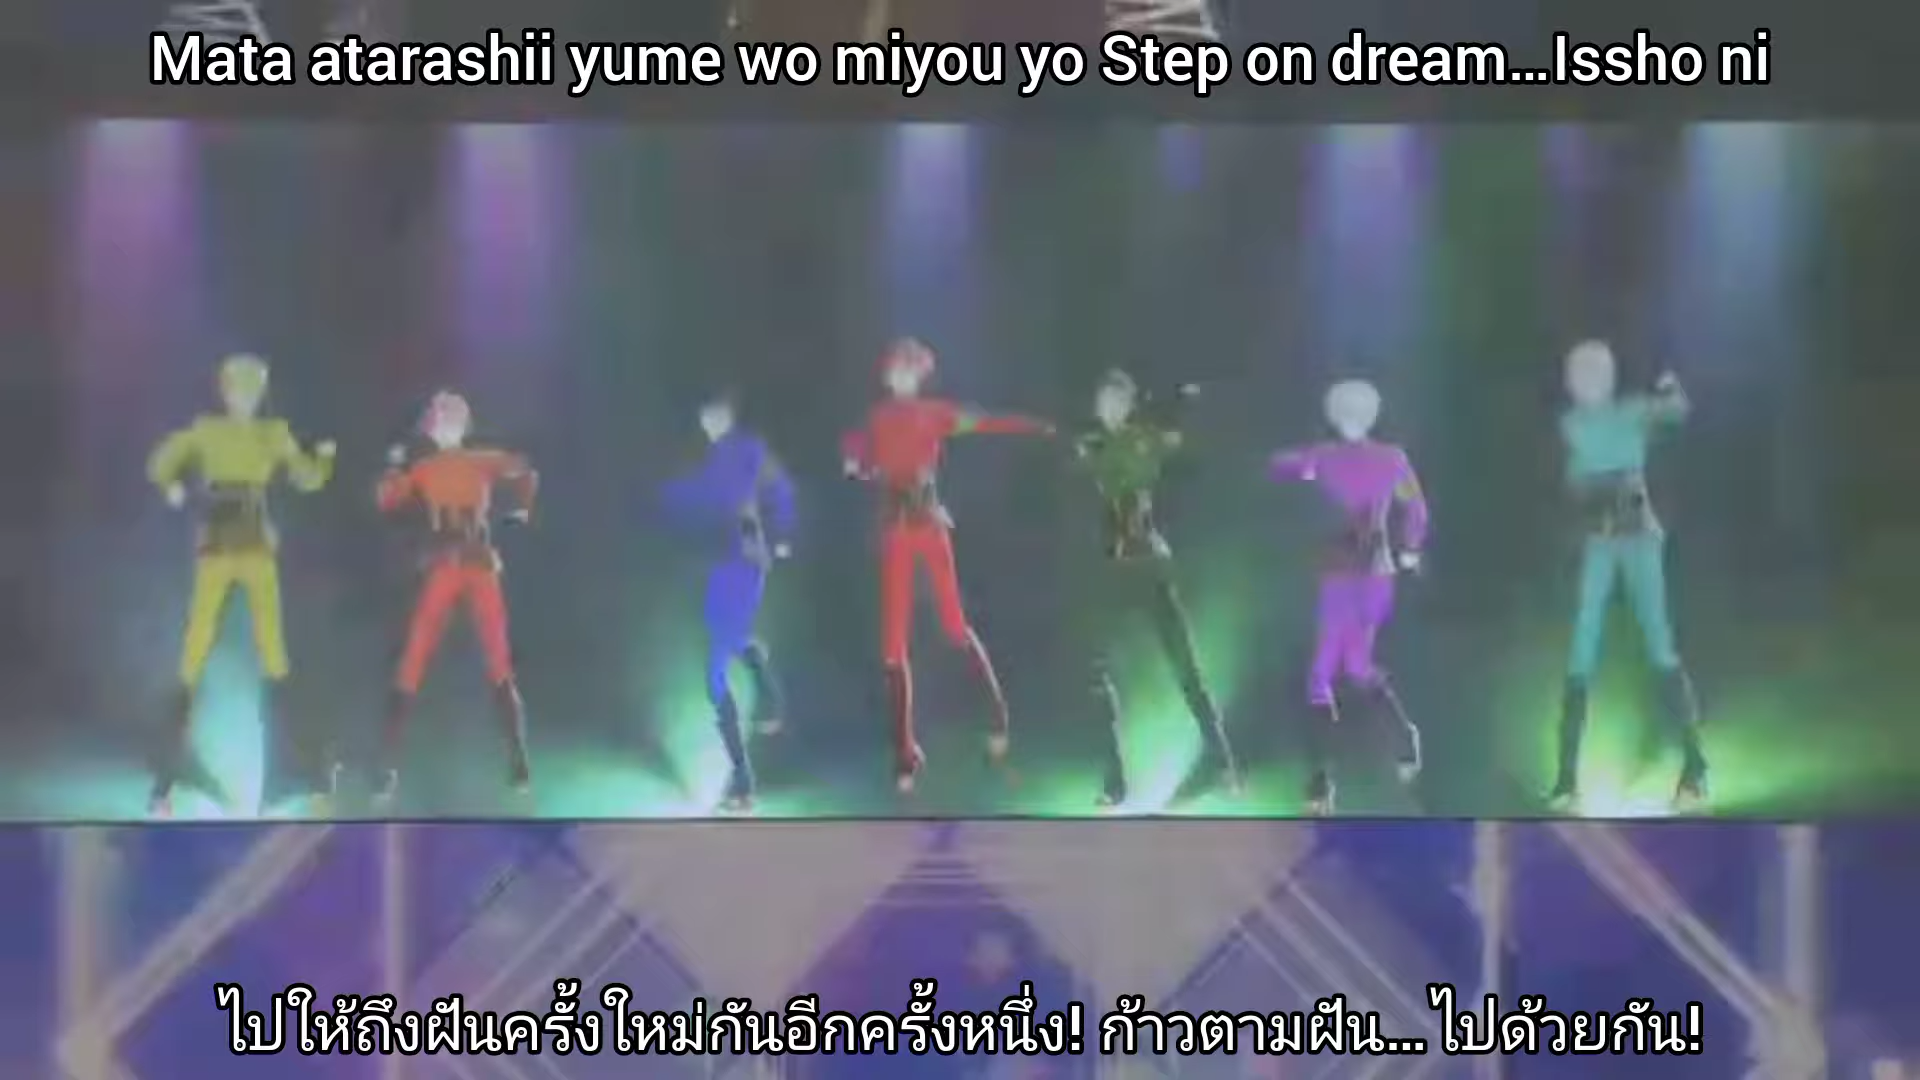 Mata atarashii yume wo miyou yo Step on dream...Issho ni
ไปให้ถึงฝันครั้งใหม่กันอีกครั้งหนึ่ง! ก้าวตามฝัน...ไปด้วยกัน!